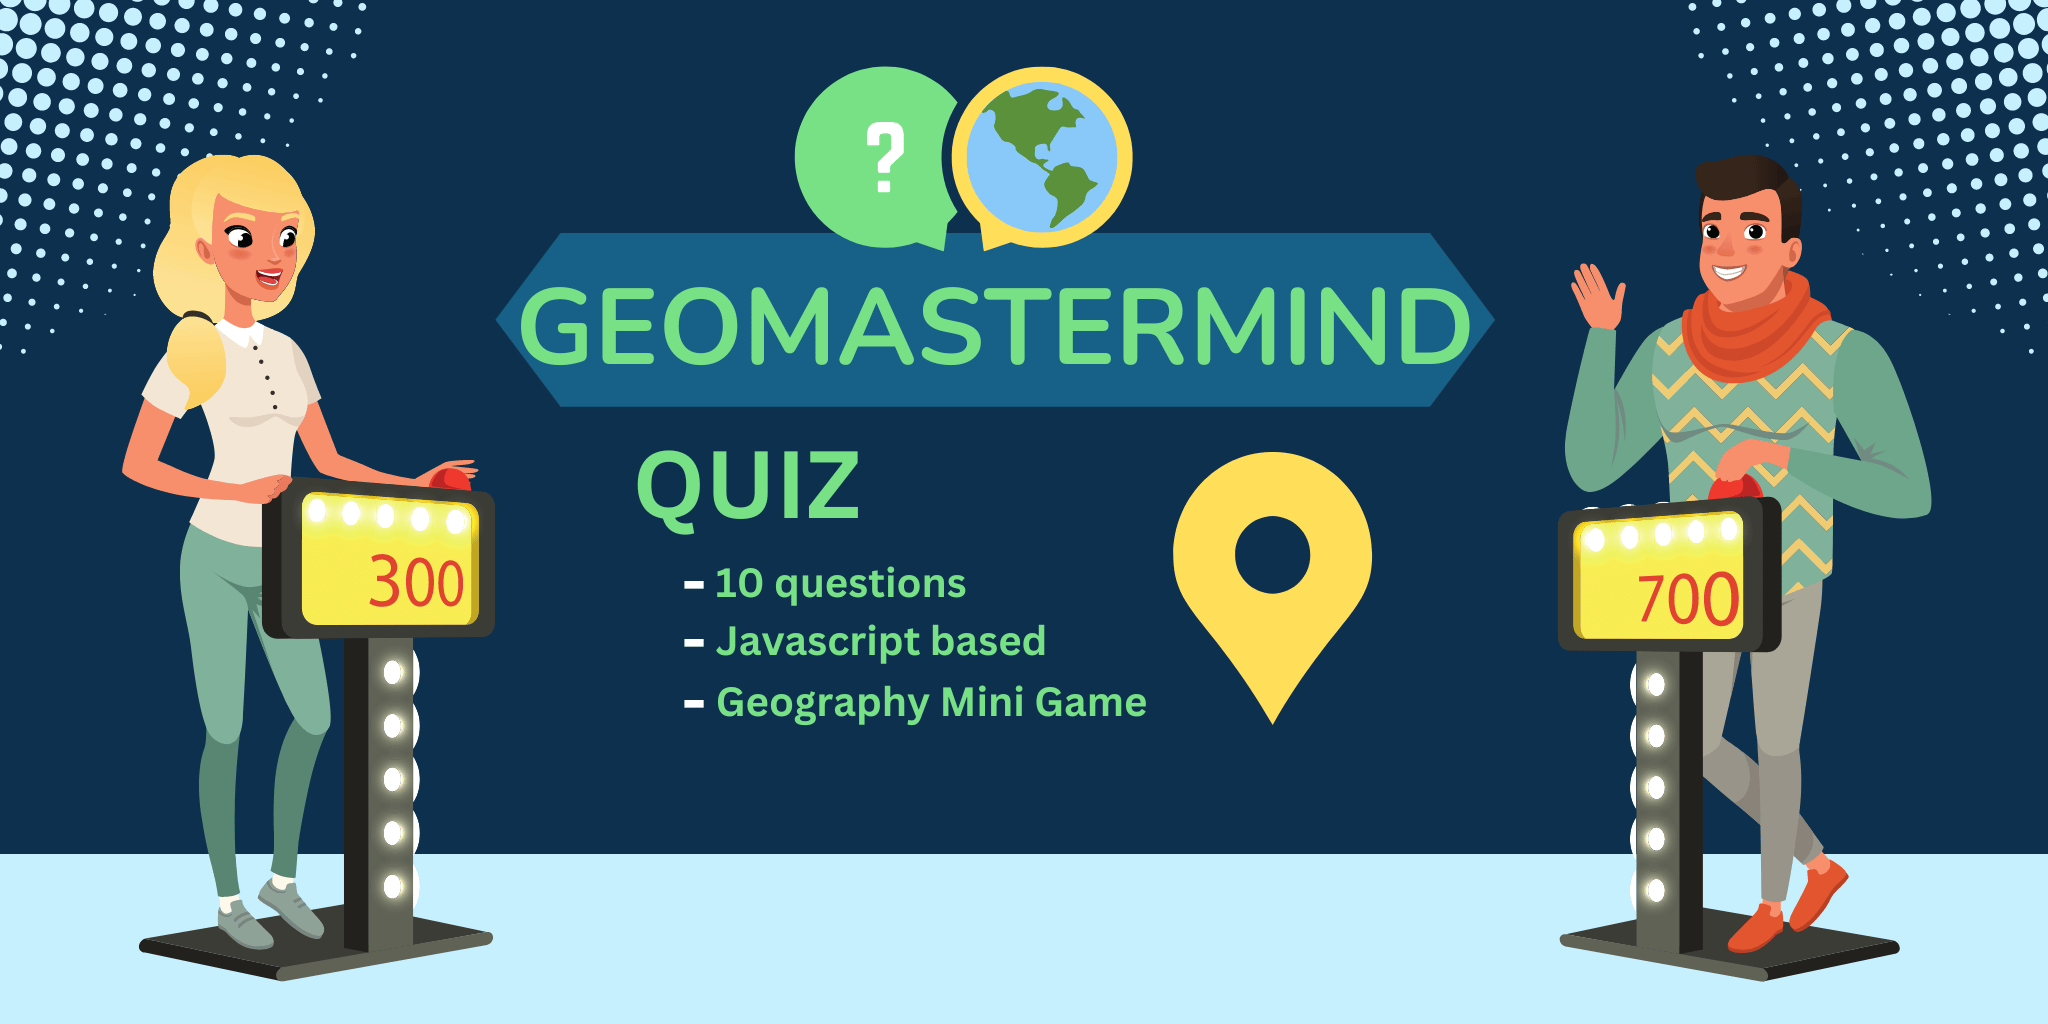 ?
GEOMASTERMIND
QUIZ
- 10 questions
- Javascript based
- Geography Mini Game
300
700